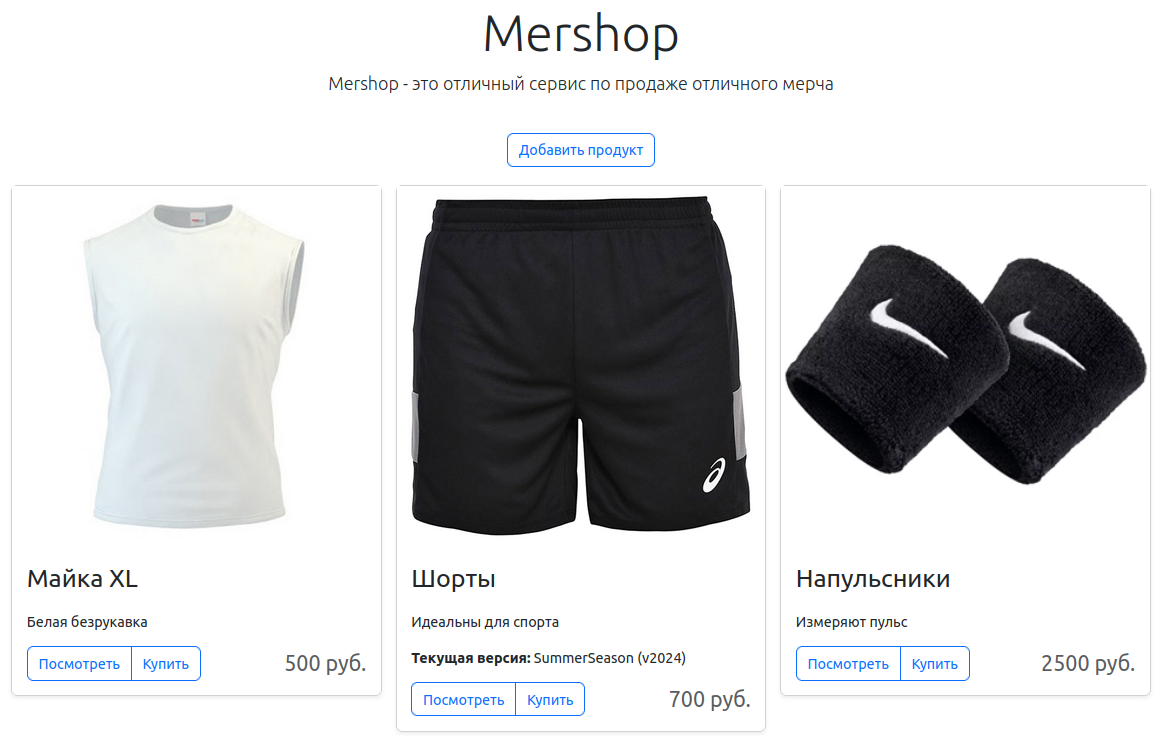 Mershop
Mershop - это отличный сервис по продаже отличного мерча
Добавить продукт
Майка XL
Белая безрукавка
Посмотреть Купить 500 руб.
Шорты
Идеальны для спорта
Текущая версия: SummerSeason (v2024)
Посмотреть Купить 700 руб.
Напульсники
Измеряют пульс
Посмотреть Купить 2500 руб.